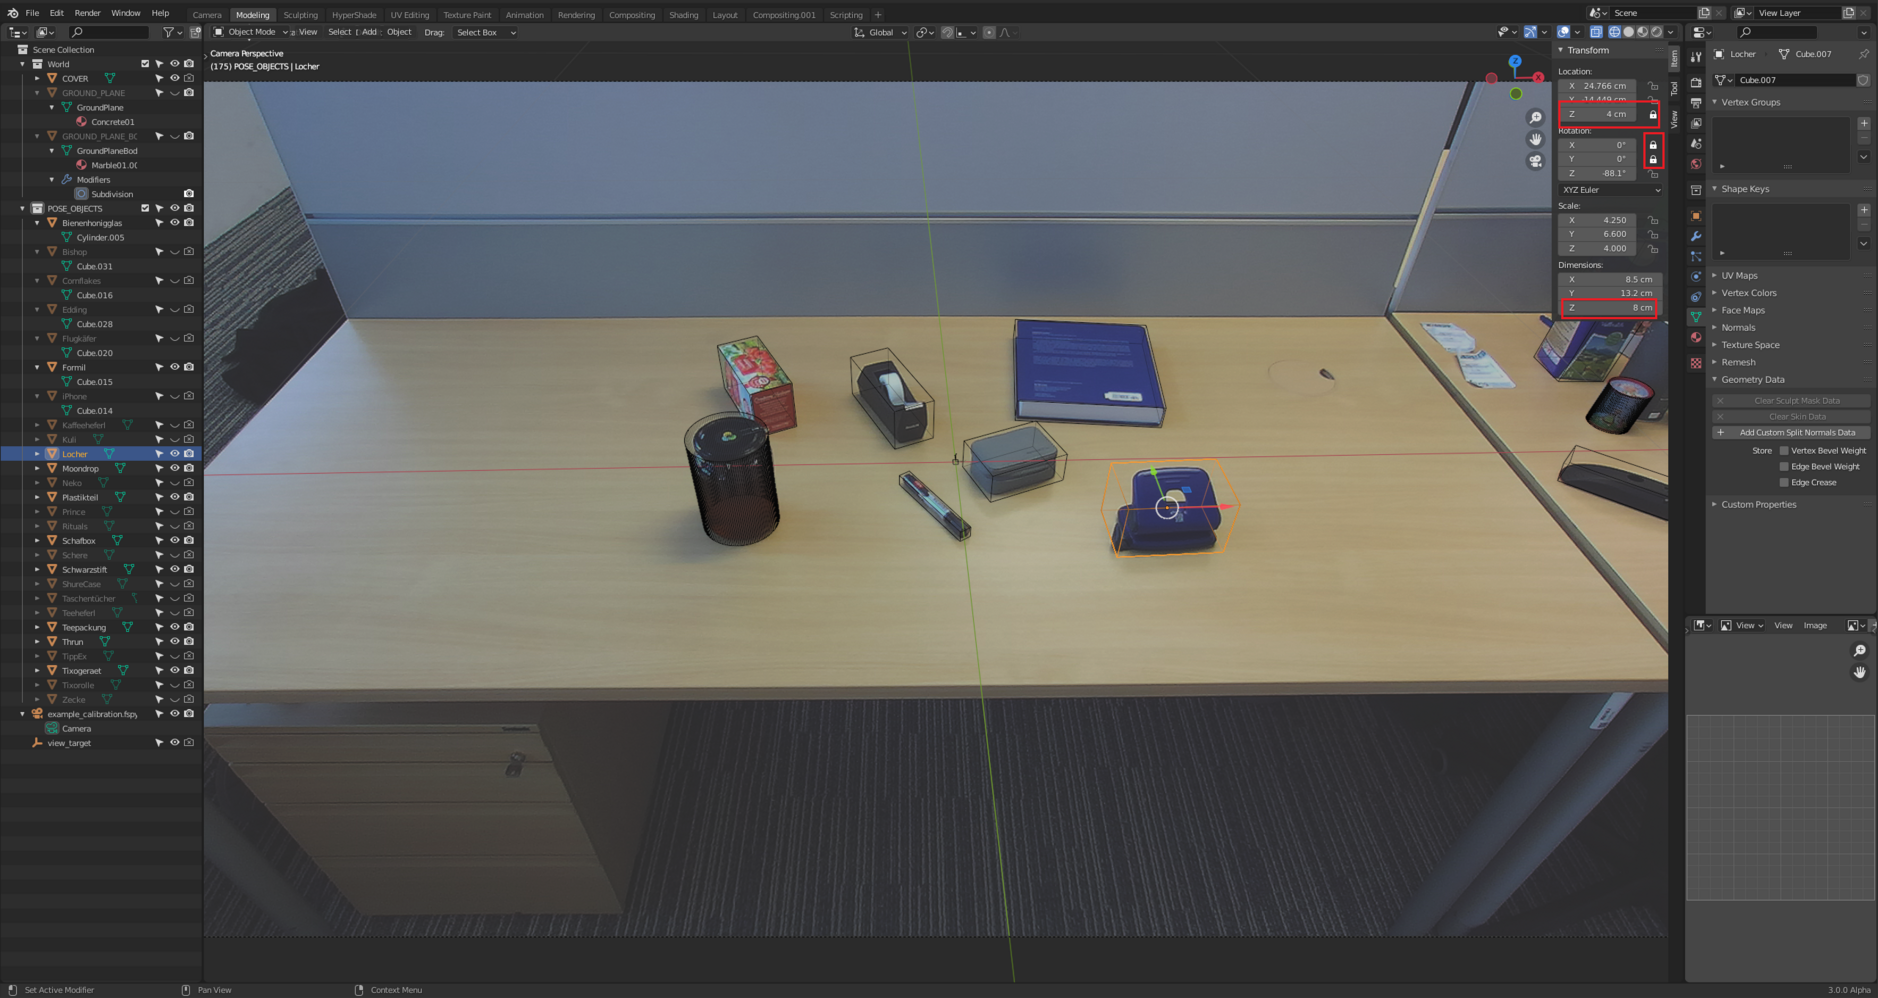 File Edit Render Window Help
Camera Modeling Sculpting HyperShade UV Editing Texture Paint Animation Rendering Compositing Shading Layout Compositing.001 Scripting +
Scene
View Layer
Object Mode View Select Add Object
Drag: Select Box
Global
Camera Perspective
(175) POSE_OBJECTS | Locher
Scene Collection
World
COVER
GROUND_PLANE
GroundPlane
Concrete01
GROUND_PLANE_BC
GroundPlaneBod
Marble01.0(
Modifiers
Subdivision
POSE_OBJECTS
Bienenhonigglas
Cylinder.005
Bishop
Cube.031
Cornflakes
Cube.016
Edding
Cube.028
Flugkäfer
Cube.020
Formil
Cube.015
iPhone
Cube.014
Kaffeeheferl
Kuli
Locher
Moondrop
Neko
Plastikteil
Prince
Rituals
Schafbox
Schere
Schwarzstift
ShureCase
Taschentücher
Teeheferl
Teepackung
Thrun
TippEx
Tixogeraet
Tixorolle
Zecke
example_calibration.fspy
Camera
view_target
Z
X
Transform
Location:
X 24.766 cm
Y -14.449 cm
Z 4 cm
Rotation:
X 0°
Y 0°
Z -88.1°
XYZ Euler
Scale:
X 4.250
Y 6.600
Z 4.000
Dimensions:
X 8.5 cm
Y 13.2 cm
Z 8 cm
Item
Tool
View
Locher Cube.007
Cube.007
Vertex Groups
Shape Keys
UV Maps
Vertex Colors
Face Maps
Normals
Texture Space
Remesh
Geometry Data
Clear Sculpt Mask Data
Clear Skin Data
Add Custom Split Normals Data
Store Vertex Bevel Weight
Edge Bevel Weight
Edge Crease
Custom Properties
View View Image
Set Active Modifier
Pan View
Context Menu
3.0.0 Alpha